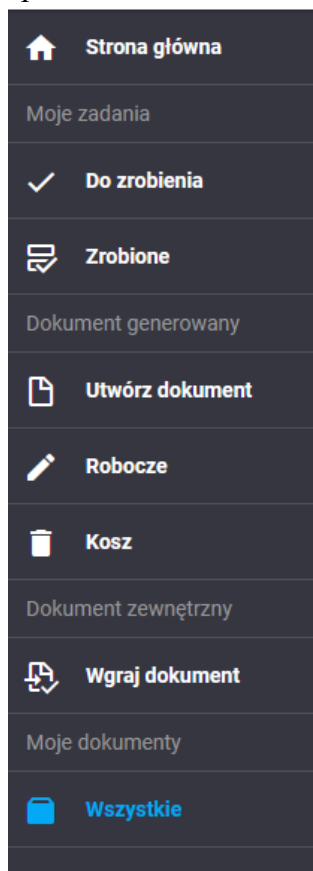 Strona główna
Moje zadania
Do zrobienia
Zrobione
Dokument generowany
Utwórz dokument
Robocze
Kosz
Dokument zewnętrzny
Wgraj dokument
Moje dokumenty
Wszystkie